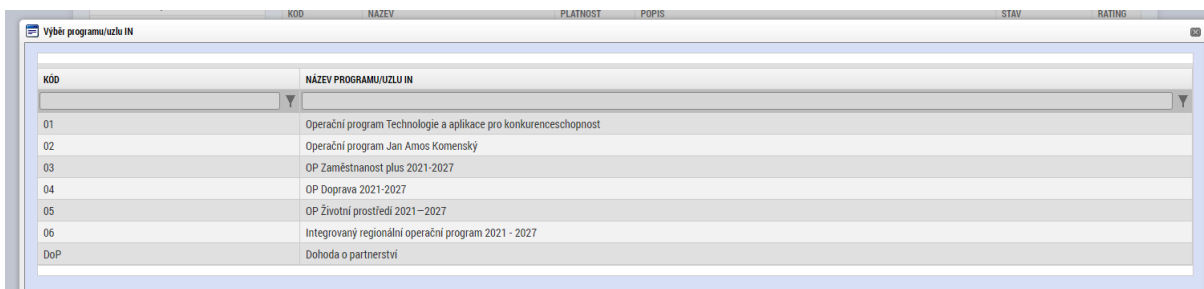 KÓD NÁZEV PLATNOST POPIS STAV RATING
Výběr programu/uzlu IN
KÓD NÁZEV PROGRAMU/UZLU IN
01 Operační program Technologie a aplikace pro konkurenceschopnost
02 Operační program Jan Amos Komenský
03 OP Zaměstnanost plus 2021-2027
04 OP Doprava 2021-2027
05 OP Životní prostředí 2021–2027
06 Integrovaný regionální operační program 2021 - 2027
DoP Dohoda o partnerství